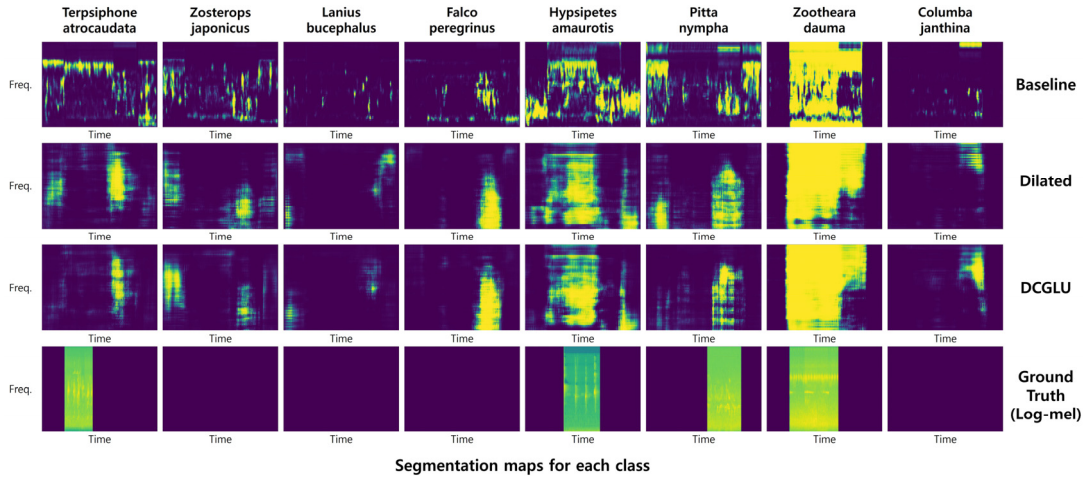 Terpsiphone Zosterops Lanius Falco Hypsipetes Pitta Zootheara Columba
atrocaudata japonicus bucephalus peregrinus amaurotis nympha dauma janthina
Freq. Baseline
Time Time Time Time Time Time Time Time
Freq. Dilated
Time Time Time Time Time Time Time Time
Freq. DCGLU
Time Time Time Time Time Time Time Time
Freq. Ground
Truth
(Log-mel)
Time Time Time Time Time Time Time Time
Segmentation maps for each class